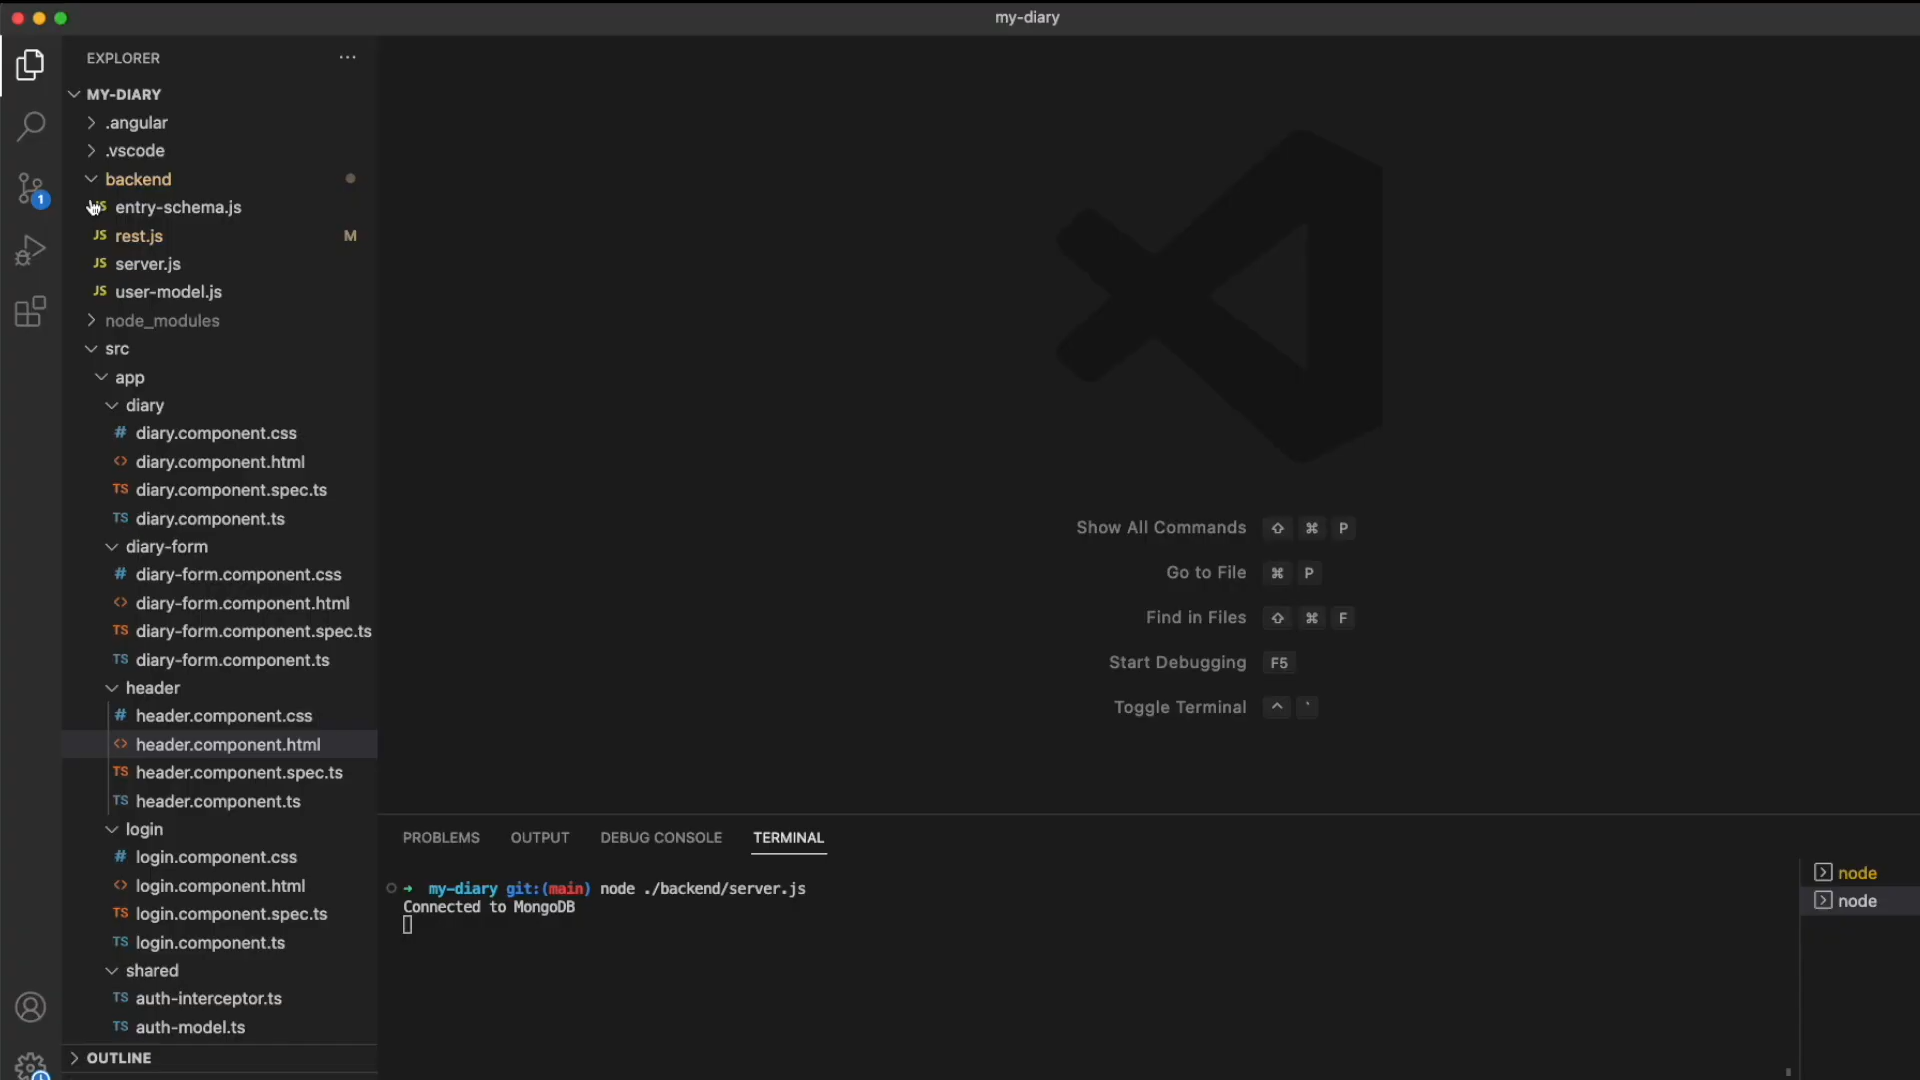 my-diary
EXPLORER
MY-DIARY
.angular
.vscode
backend
entry-schema.js
JS rest.js M
JS server.js
JS user-model.js
node_modules
src
app
diary
# diary.component.css
<> diary.component.html
TS diary.component.spec.ts
TS diary.component.ts
diary-form
# diary-form.component.css
<> diary-form.component.html
TS diary-form.component.spec.ts
TS diary-form.component.ts
header
# header.component.css
<> header.component.html
TS header.component.spec.ts
TS header.component.ts
login
# login.component.css
<> login.component.html
TS login.component.spec.ts
TS login.component.ts
shared
TS auth-interceptor.ts
TS auth-model.ts
OUTLINE
1
Show All Commands ⇧ ⌘ P
Go to File ⌘ P
Find in Files ⇧ ⌘ F
Start Debugging F5
Toggle Terminal ^ `
PROBLEMS OUTPUT DEBUG CONSOLE TERMINAL
➜ my-diary git:(main) node ./backend/server.js
Connected to MongoDB
node
node